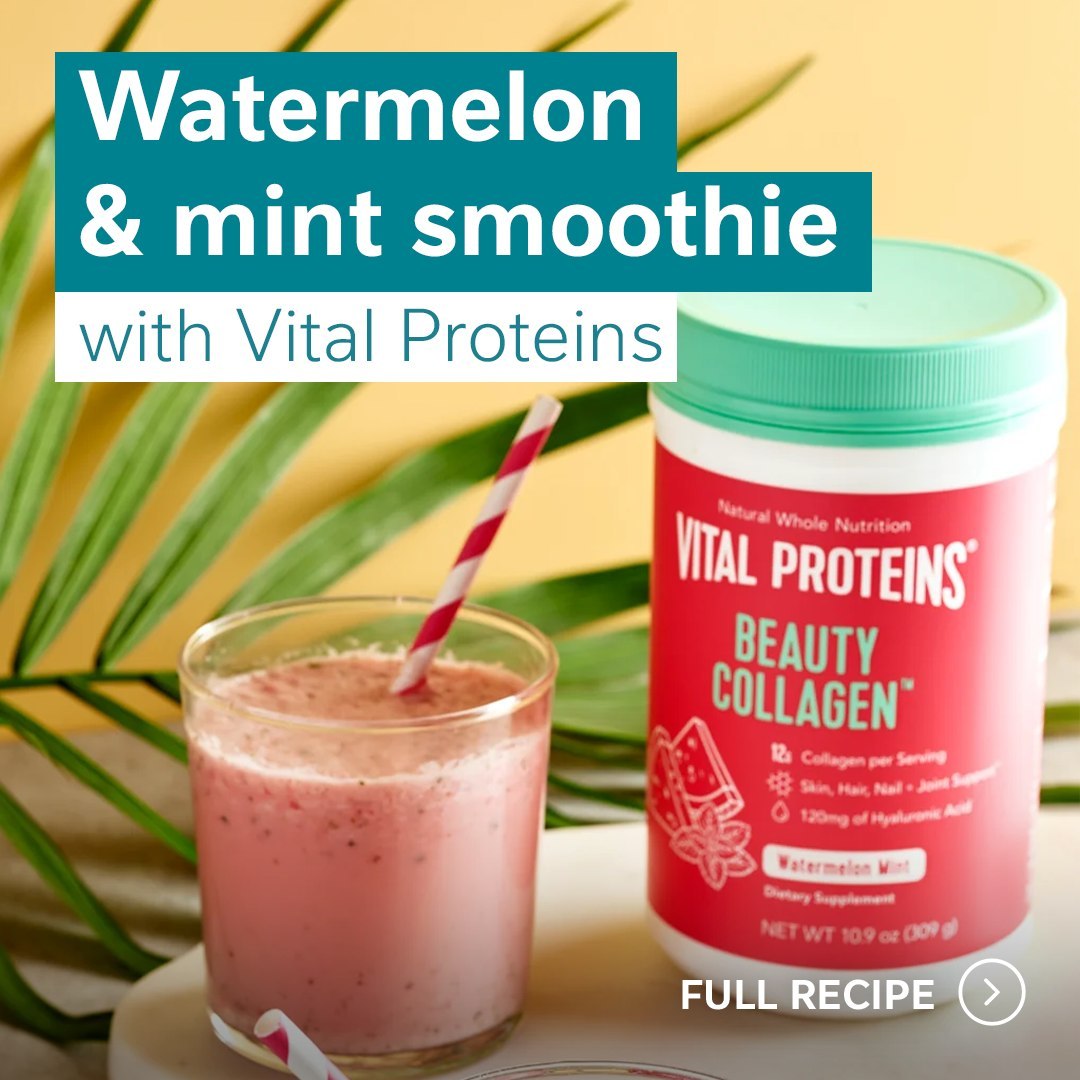 Watermelon
& mint smoothie
with Vital Proteins
Natural Whole Nutrition
VITAL PROTEINS®
BEAUTY
COLLAGEN™
12g Collagen per Serving
Skin, Hair, Nail + Joint Support*
120mg of Hyaluronic Acid
Watermelon Mint
Dietary Supplement
NET WT 10.9 oz (309 g)
FULL RECIPE